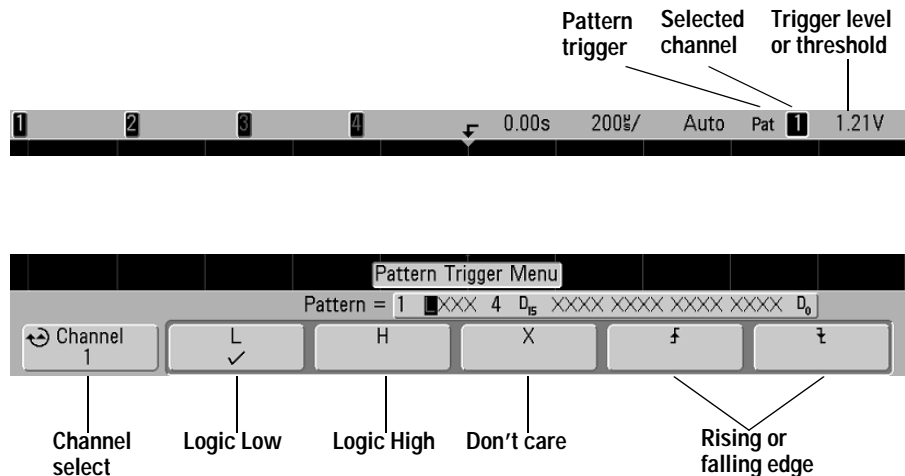 Pattern trigger
Selected channel
Trigger level or threshold
1 2 3 4 0.00s 200㎲/ Auto Pat 1 1.21V
Pattern Trigger Menu
Pattern = 1 LXXX 4 D15 XXXX XXXX XXXX XXXX D0
Channel 1
L
H
X
Channel select
Logic Low
Logic High
Don't care
Rising or falling edge